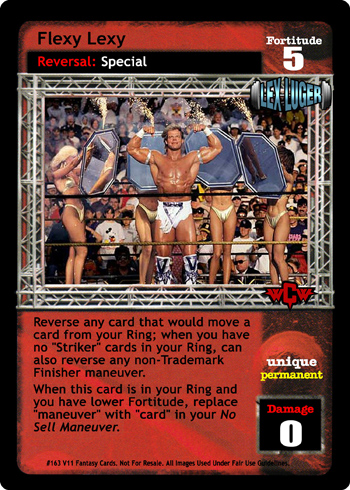 Flexy Lexy
Fortitude
5
Reversal: Special
LEX LUGER
WCW
Reverse any card that would move a
card from your Ring; when you have
no "Striker" cards in your Ring, can
also reverse any non-Trademark
Finisher maneuver.
When this card is in your Ring and
you have lower Fortitude, replace
"maneuver" with "card" in your No
Sell Maneuver.
unique
permanent
Damage
0
#163 V11 Fantasy Cards. Not For Resale. All Images Used Under Fair Use Guidelines.